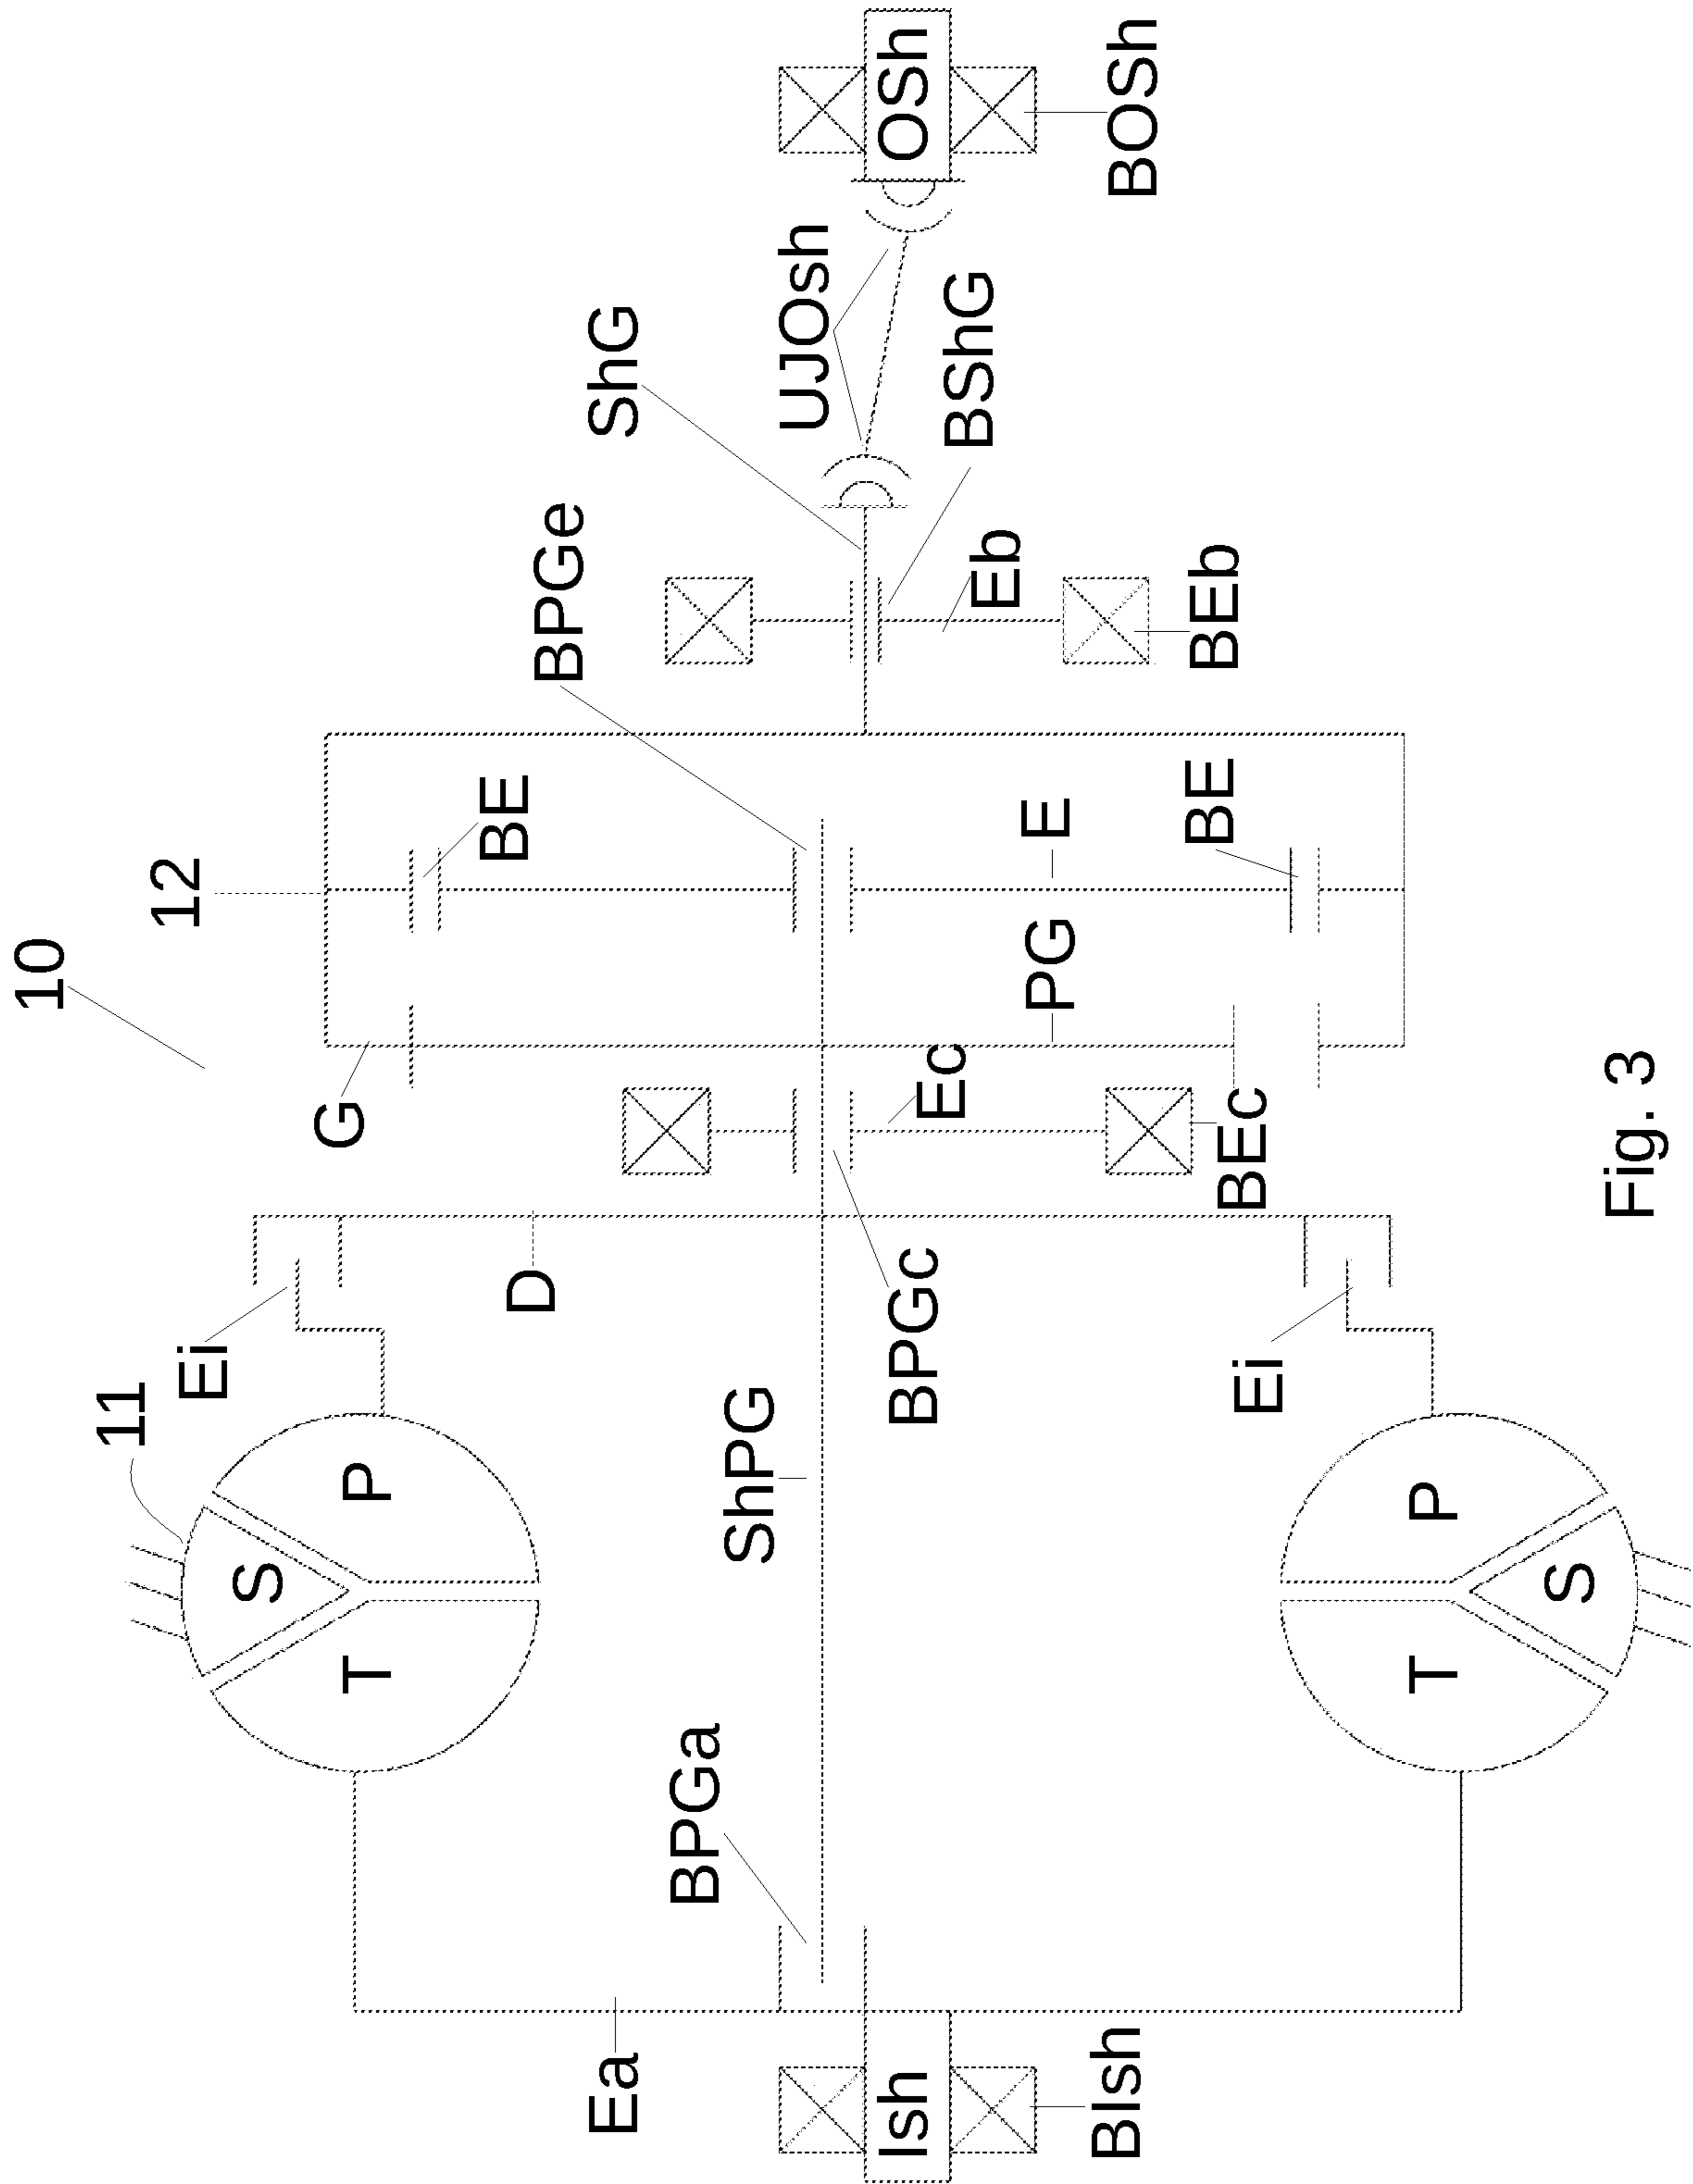 10
12
11
Ei
G
BE
BPGe
ShG
D
BPGa
Ea
ShPG
UJOsh
OSh
BPGc
Ec
BShG
Eb
PG
E
BOSh
BEb
BE
BEc
Ei
Ish
BIsh
S
P
T
P
T
S
Fig. 3